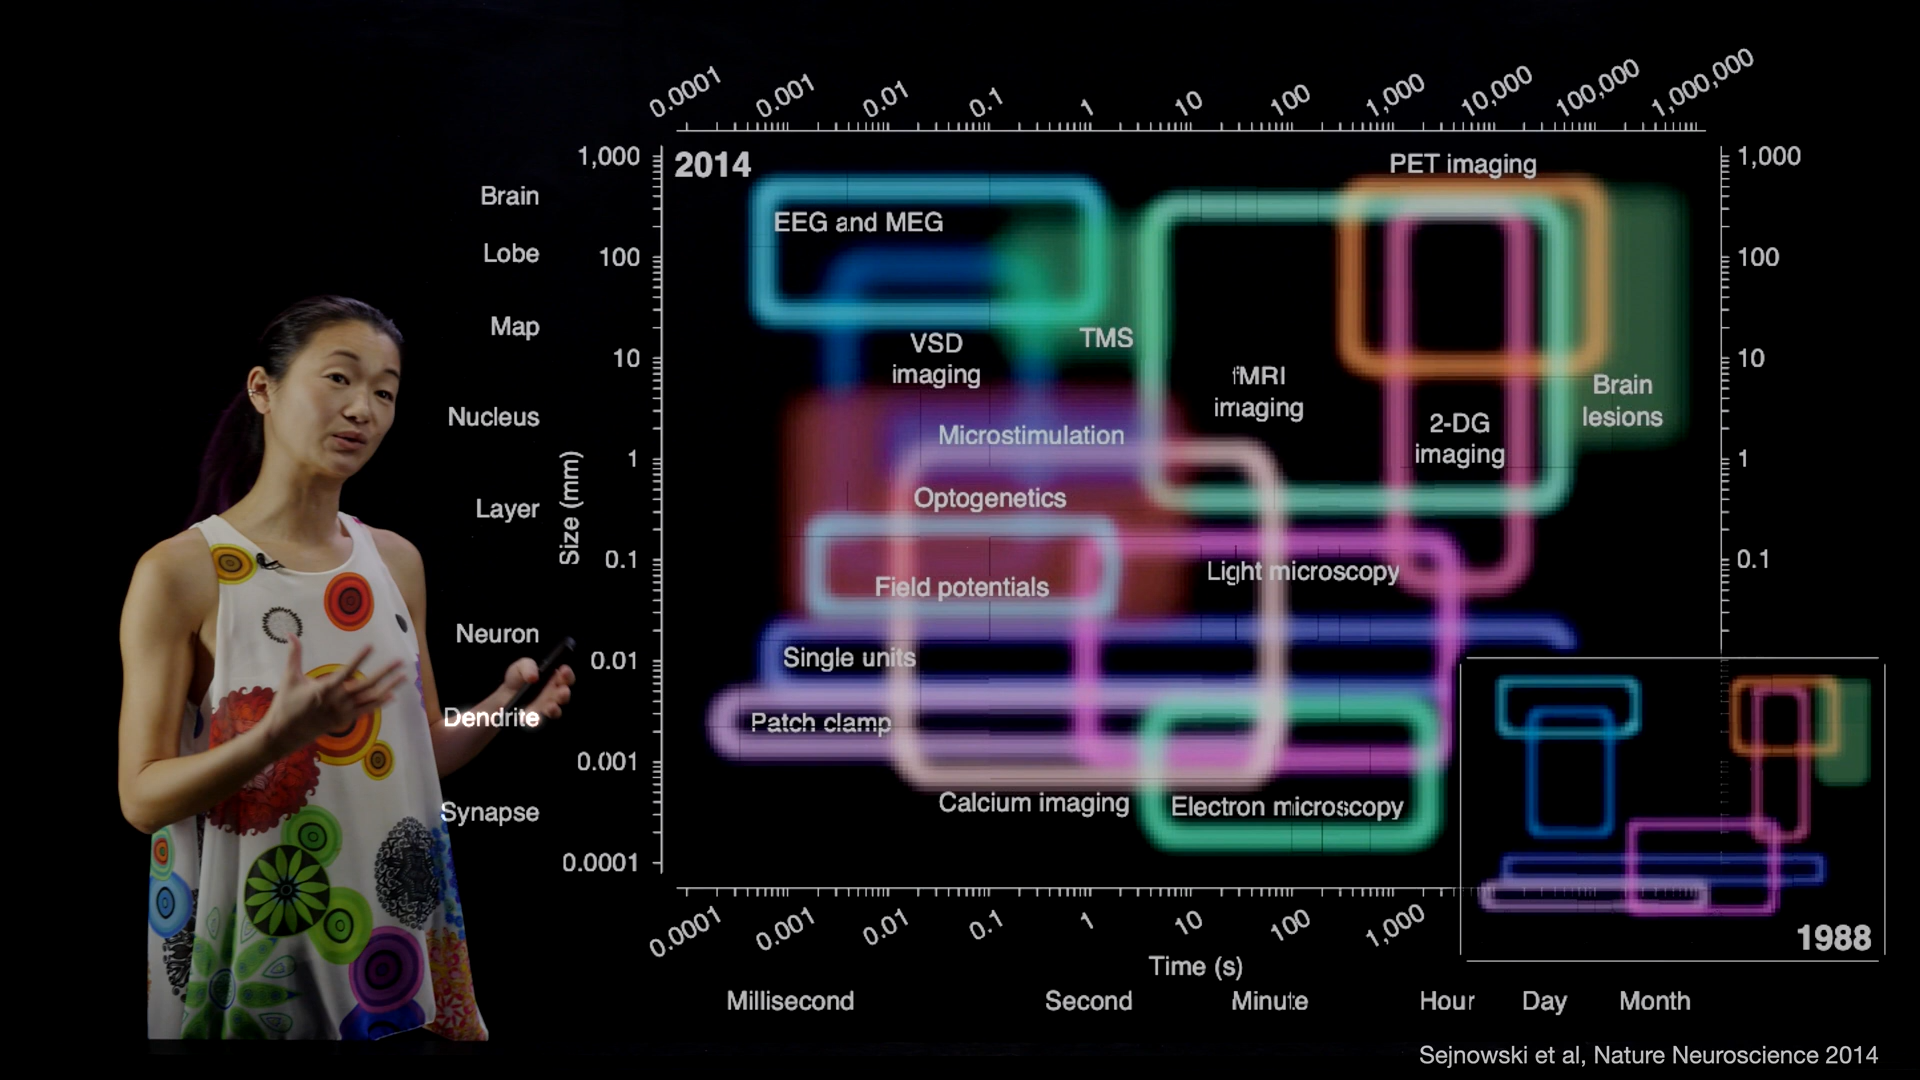 0.0001 0.001 0.01 0.1 1 10 100 1,000 10,000 100,000 1,000,000
2014
PET imaging
1,000
100
10
1
0.1
0.01
0.001
0.0001
Size (mm)
Brain
Lobe
Map
Nucleus
Layer
Neuron
Dendrite
Synapse
EEG and MEG
VSD
imaging
TMS
fMRI
imaging
2-DG
imaging
Brain
lesions
Microstimulation
Optogenetics
Field potentials
Light microscopy
Single units
Patch clamp
Calcium imaging
Electron microscopy
1,000
100
10
1
0.1
1988
0.0001 0.001 0.01 0.1 1 10 100 1,000
Time (s)
Millisecond Second Minute Hour Day Month
Sejnowski et al, Nature Neuroscience 2014